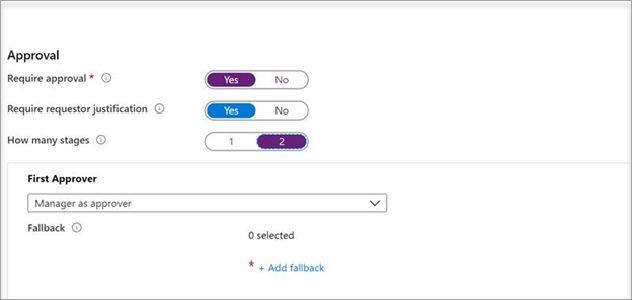 Approval
Require approval * Yes No
Require requestor justification Yes No
How many stages 1 2
First Approver
Manager as approver
Fallback 0 selected
* + Add fallback